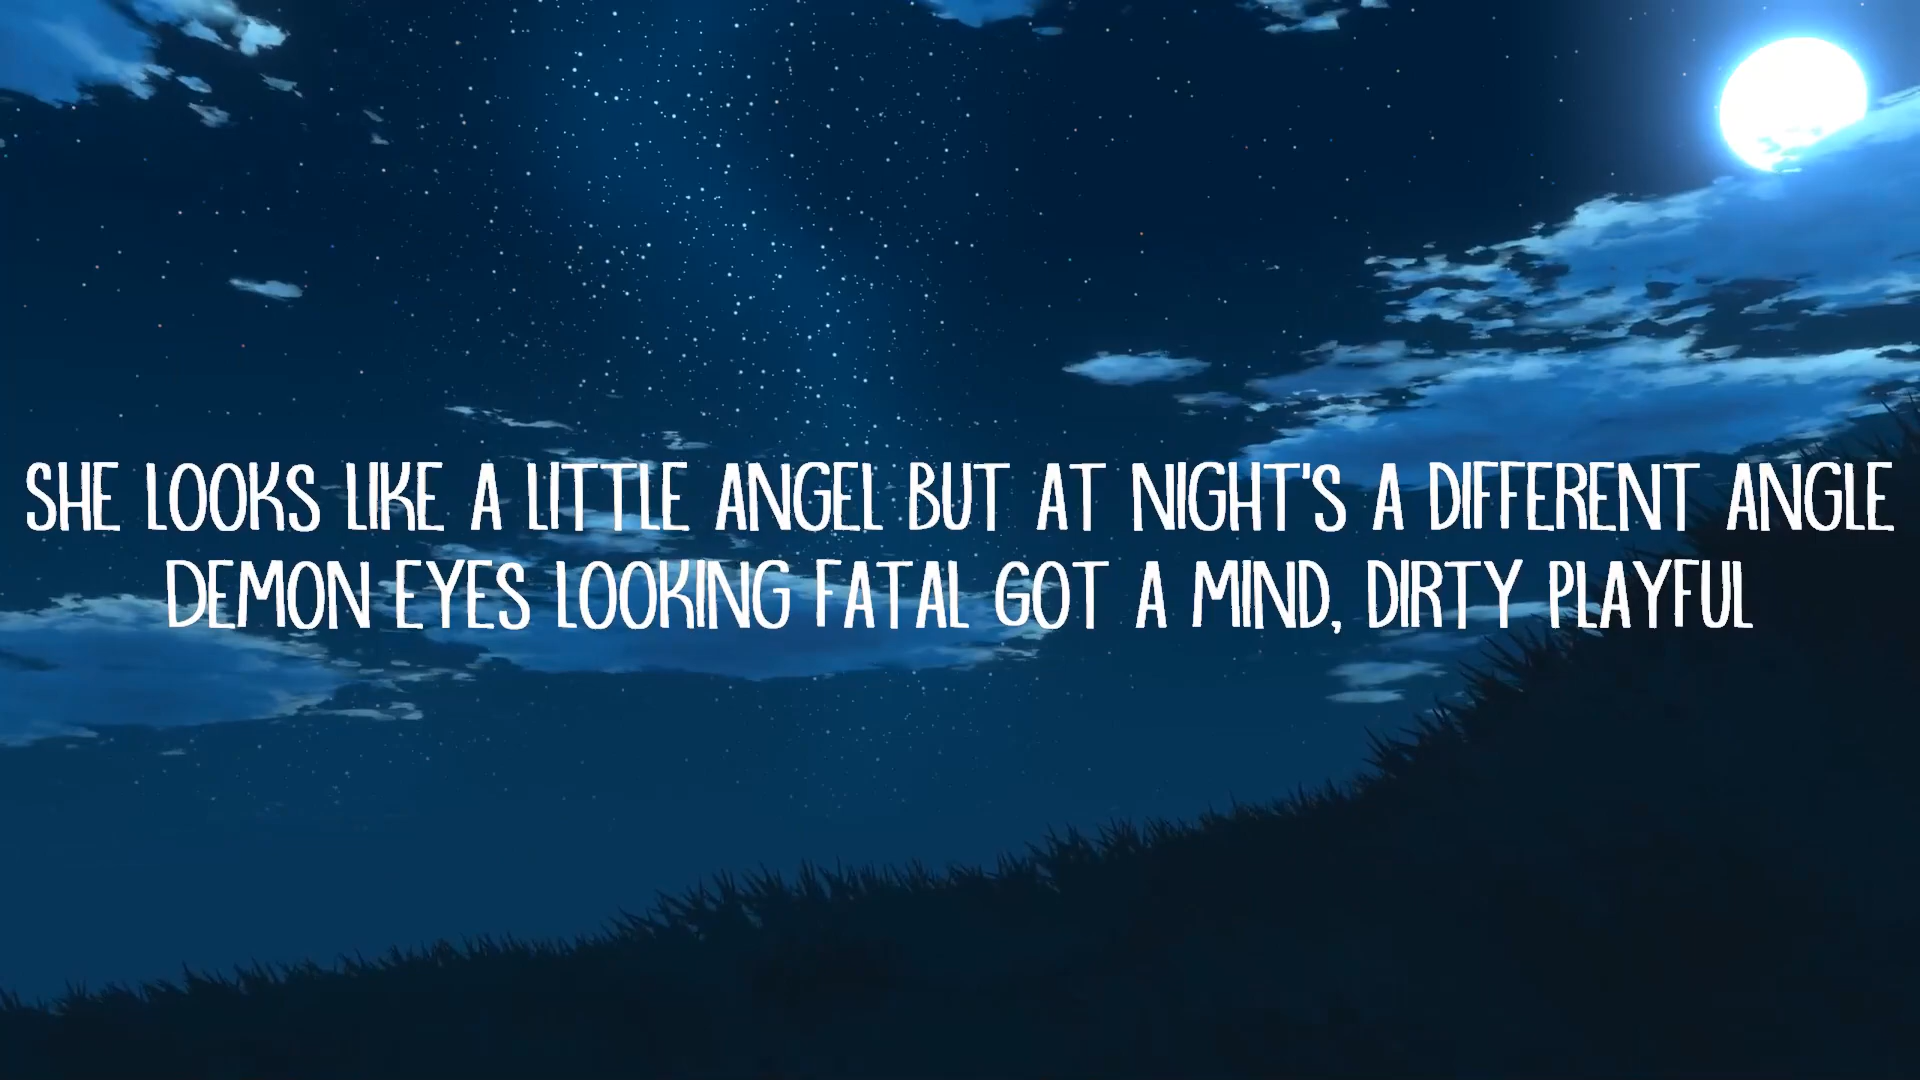 SHE LOOKS LIKE A LITTLE ANGEL BUT AT NIGHT'S A DIFFERENT ANGLE
DEMON EYES LOOKING FATAL GOT A MIND, DIRTY PLAYFUL